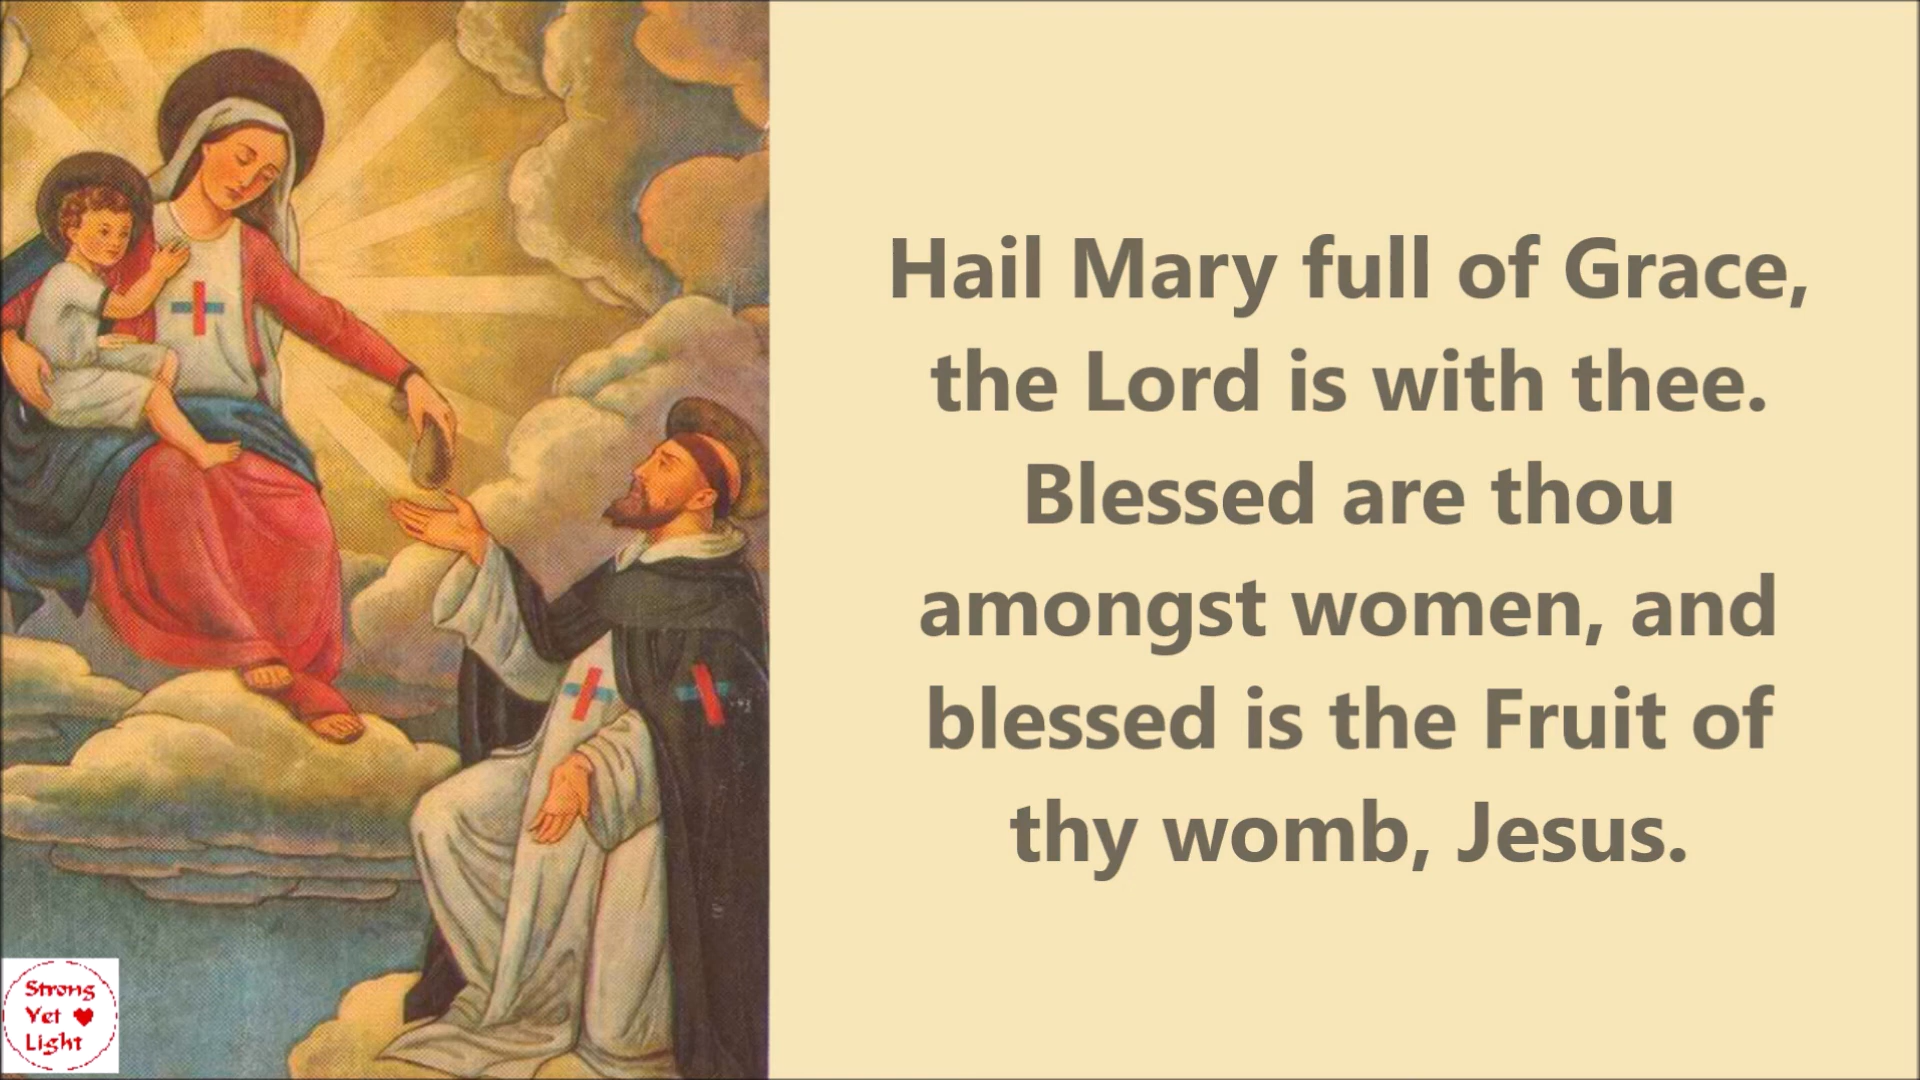 Hail Mary full of Grace,
the Lord is with thee.
Blessed are thou
amongst women, and
blessed is the Fruit of
thy womb, Jesus.
Strong
Yet
Light